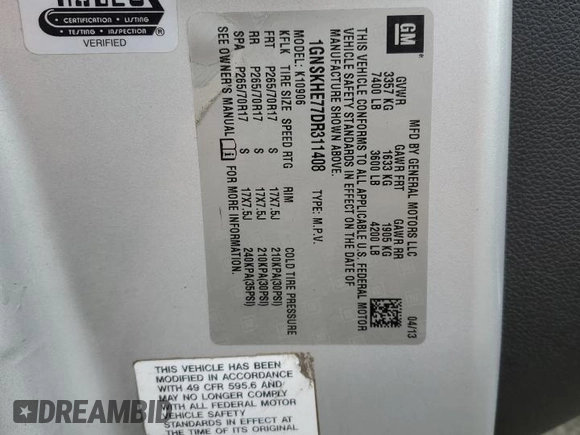 CERTIFICATION • LISTING
TESTING • INSPECTION
®
VERIFIED
GM
MFD BY GENERAL MOTORS LLC
04/13
GVWR GAWR FRT GAWR RR
3357 KG 1633 KG 1905 KG
7400 LB 3600 LB 4200 LB
THIS VEHICLE CONFORMS TO ALL APPLICABLE U.S. FEDERAL MOTOR
VEHICLE SAFETY STANDARDS IN EFFECT ON THE DATE OF
MANUFACTURE SHOWN ABOVE.
1GNSKHE77DR311408 TYPE: M.P.V.
MODEL: K10906
KFLK TIRE SIZE SPEED RTG RIM COLD TIRE PRESSURE
FRT P265/70R17 S 17X7.5J 210KPA(30PSI)
RR P265/70R17 S 17X7.5J 210KPA(30PSI)
SPA P265/70R17 S 17X7.5J 240KPA(35PSI)
SEE OWNER'S MANUAL FOR INFORMATION.
THIS VEHICLE HAS BEEN
MODIFIED IN ACCORDANCE
WITH 49 CFR 595.6 AND
MAY NO LONGER COMPLY
WITH ALL FEDERAL MOTOR
VEHICLE SAFETY
STANDARDS IN EFFECT AT
THE TIME OF ITS ORIGINAL
DREAMBID